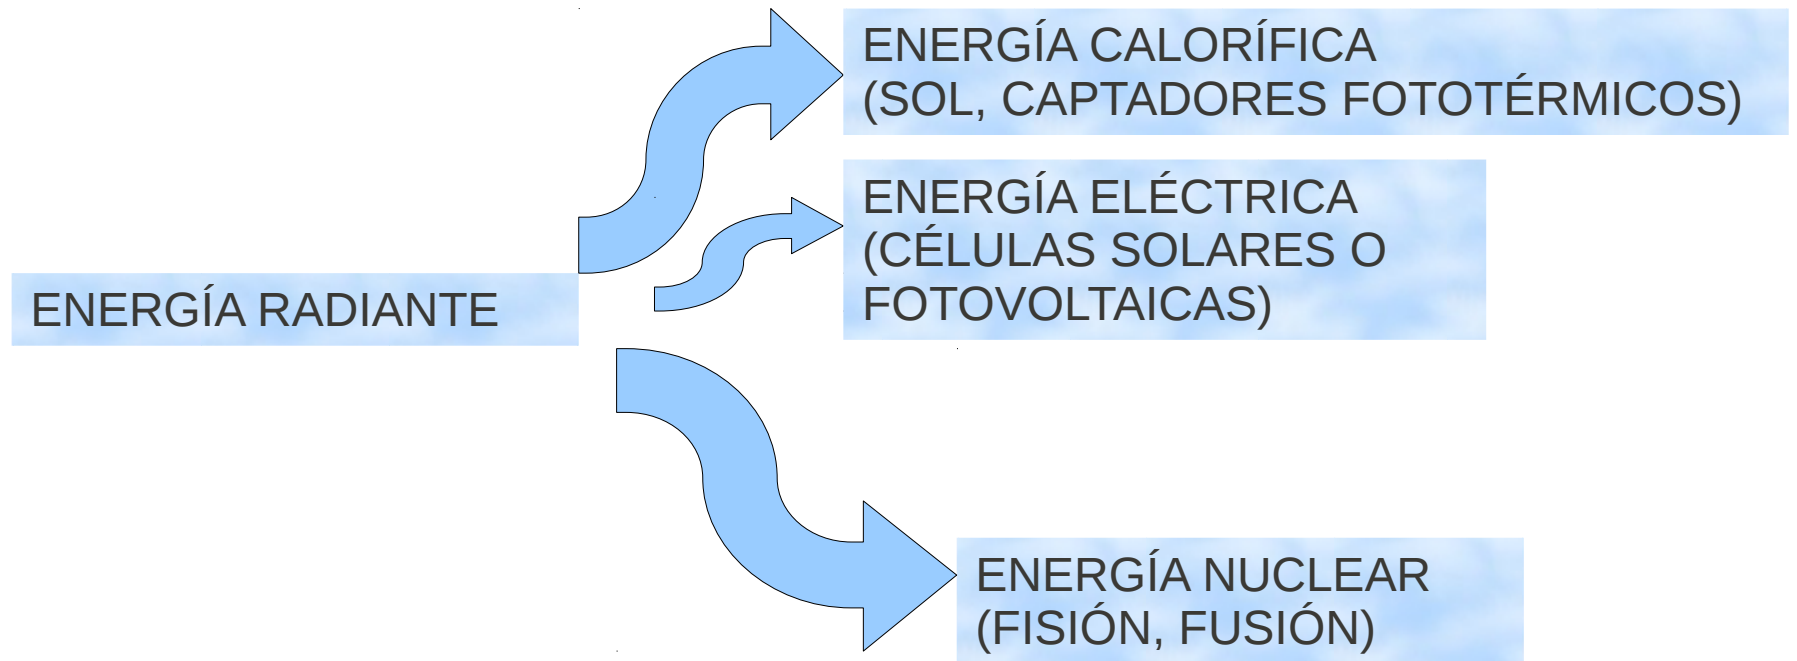 ENERGÍA CALORÍFICA
(SOL, CAPTADORES FOTOTÉRMICOS)
ENERGÍA ELÉCTRICA
(CÉLULAS SOLARES O
FOTOVOLTAICAS)
ENERGÍA RADIANTE
ENERGÍA NUCLEAR
(FISIÓN, FUSIÓN)